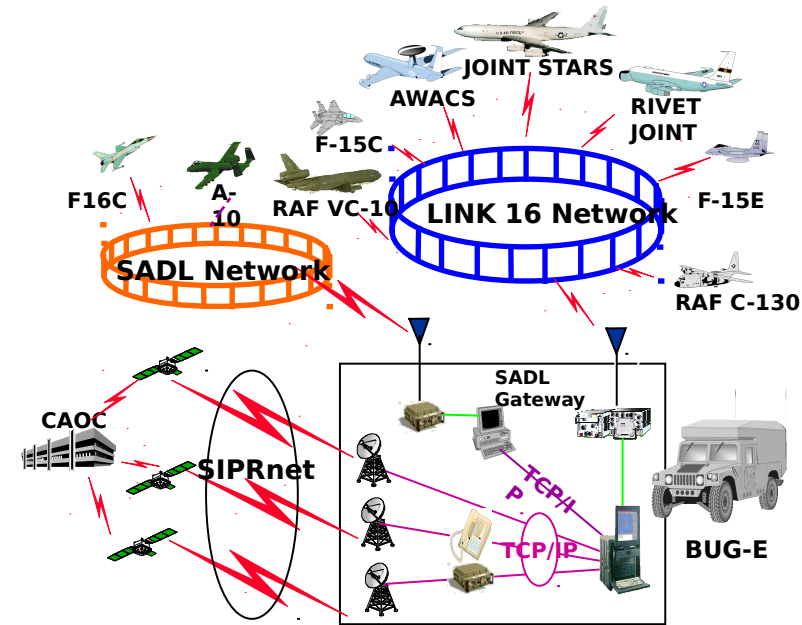 JOINT STARS
AWACS
RIVET
JOINT
F-15C
F16C
A-
10
RAF VC-10
F-15E
LINK 16 Network
SADL Network
RAF C-130
SADL
Gateway
CAOC
SIPRnet
TCP/I
P
TCP/IP
BUG-E